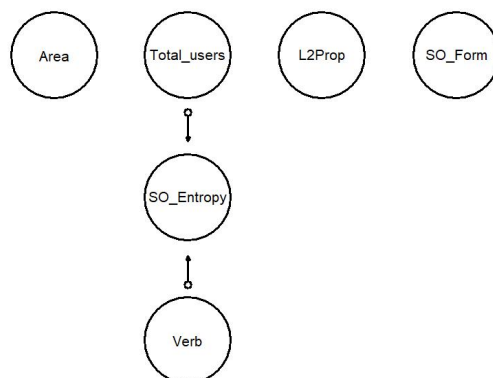 Area
Total_users
L2Prop
SO_Form
SO_Entropy
Verb